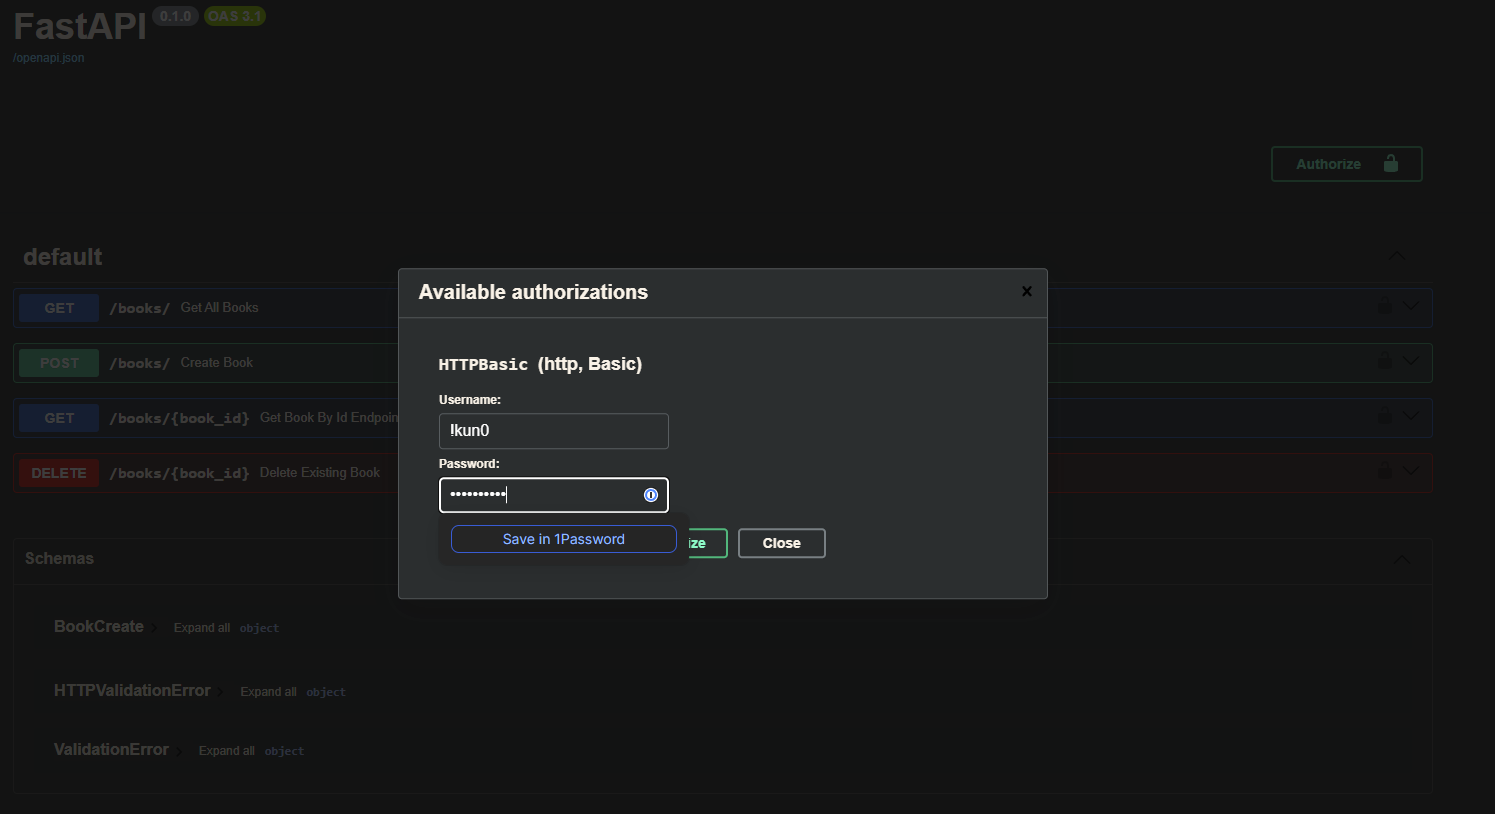 FastAPI 0.1.0 OAS 3.1
/openapi.json
Authorize
default
GET /books/ Get All Books
POST /books/ Create Book
GET /books/{book_id} Get Book By Id Endpoin
DELETE /books/{book_id} Delete Existing Book
Available authorizations
HTTPBasic (http, Basic)
Username:
!kun0
Password:
••••••••••
Save in 1Password
ize Close
Schemas
BookCreate Expand all object
HTTPValidationError Expand all object
ValidationError Expand all object